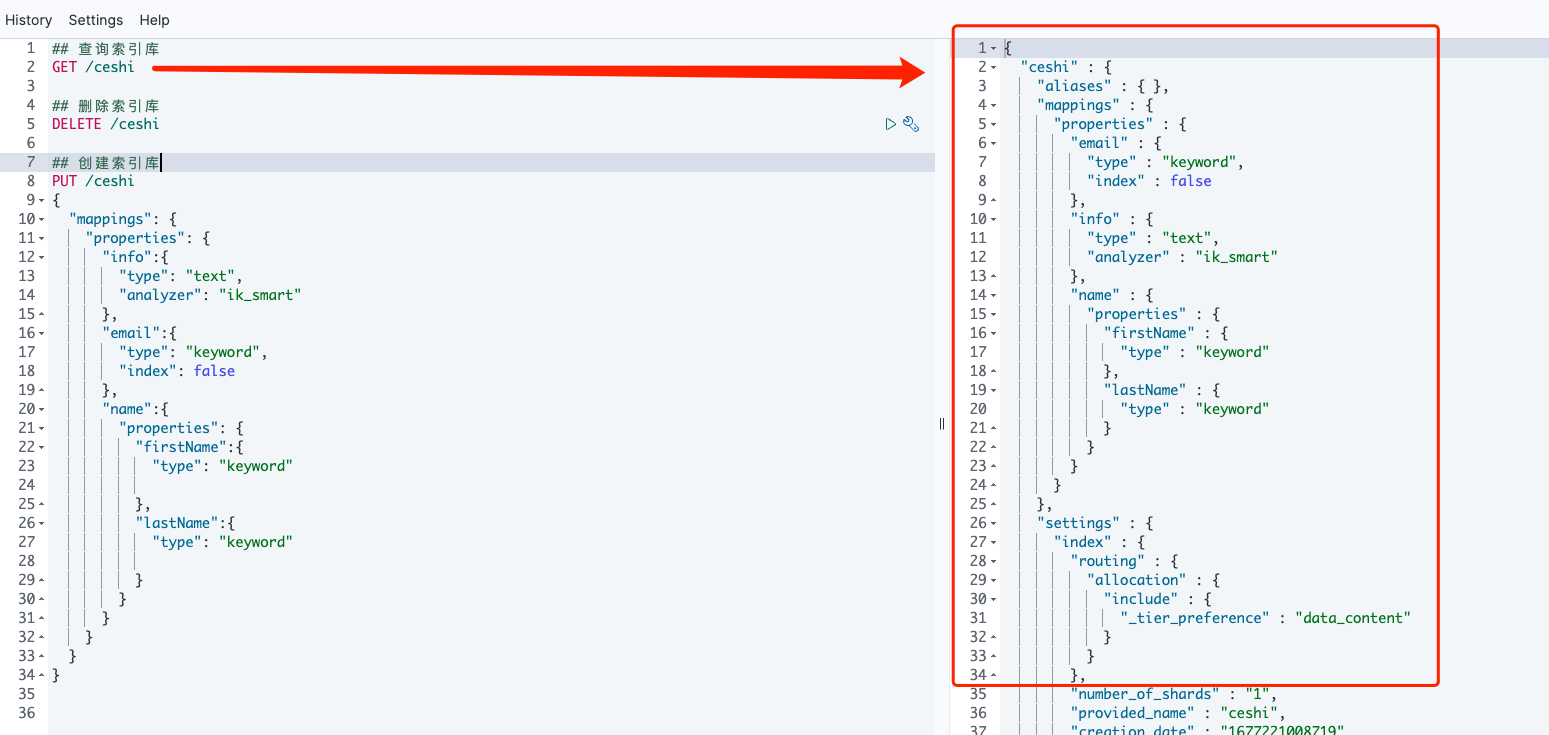 History Settings Help
1 ## 查询索引库
2 GET /ceshi
3
4 ## 删除索引库
5 DELETE /ceshi
6
7 ## 创建索引库
8 PUT /ceshi
9 {
10 "mappings": {
11 "properties": {
12 "info":{
13 "type": "text",
14 "analyzer": "ik_smart"
15 },
16 "email":{
17 "type": "keyword",
18 "index": false
19 },
20 "name":{
21 "properties": {
22 "firstName":{
23 "type": "keyword"
24
25 },
26 "lastName":{
27 "type": "keyword"
28
29 }
30 }
31 }
32 }
33 }
34 }
35
36
1 {
2 "ceshi" : {
3 "aliases" : { },
4 "mappings" : {
5 "properties" : {
6 "email" : {
7 "type" : "keyword",
8 "index" : false
9 },
10 "info" : {
11 "type" : "text",
12 "analyzer" : "ik_smart"
13 },
14 "name" : {
15 "properties" : {
16 "firstName" : {
17 "type" : "keyword"
18 },
19 "lastName" : {
20 "type" : "keyword"
21 }
22 }
23 }
24 }
25 },
26 "settings" : {
27 "index" : {
28 "routing" : {
29 "allocation" : {
30 "include" : {
31 "_tier_preference" : "data_content"
32 }
33 }
34 },
35 "number_of_shards" : "1",
36 "provided_name" : "ceshi",
37 "creation_date" : "1677221008719"